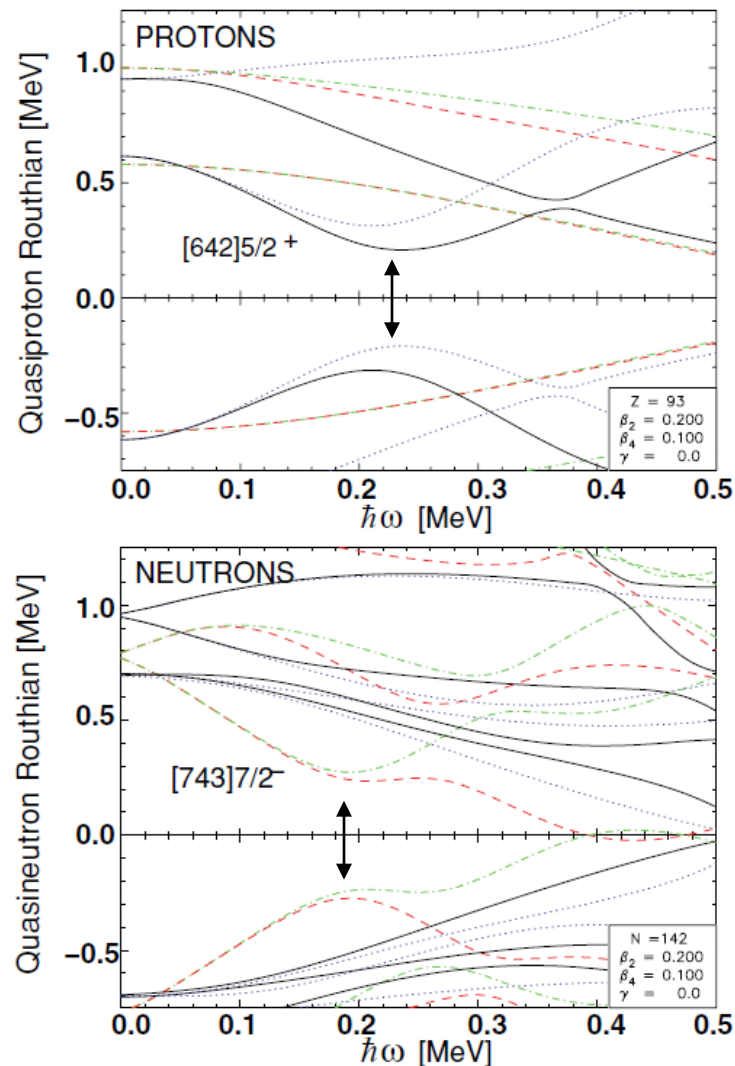 PROTONS
Quasiproton Routhian [MeV]
1.0
0.5
0.0
−0.5
[642]5/2 +
Z = 93
β2 = 0.200
β4 = 0.100
γ = 0.0
0.0 0.1 0.2 0.3 0.4 0.5
ħω [MeV]
NEUTRONS
Quasineutron Routhian [MeV]
1.0
0.5
0.0
−0.5
[743]7/2−
N =142
β2 = 0.200
β4 = 0.100
γ = 0.0
0.0 0.1 0.2 0.3 0.4 0.5
ħω [MeV]